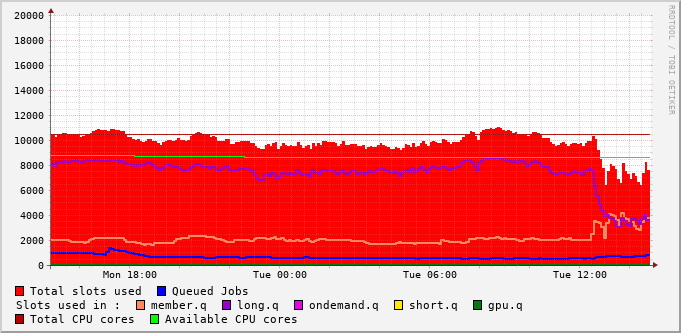 RRDTOOL / TOBI OETIKER
20000
18000
16000
14000
12000
10000
8000
6000
4000
2000
0
Mon 18:00 Tue 00:00 Tue 06:00 Tue 12:00
Total slots used Queued Jobs
Slots used in : member.q long.q ondemand.q short.q gpu.q
Total CPU cores Available CPU cores